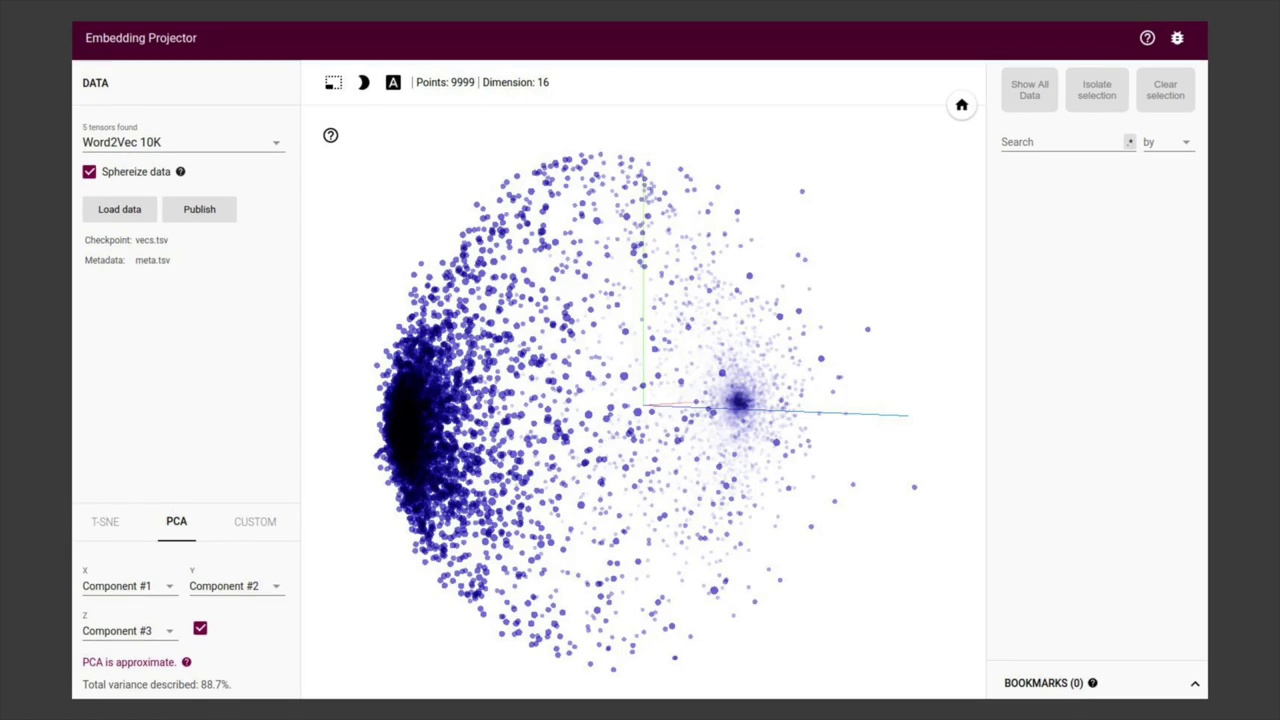 Embedding Projector
DATA
5 tensors found
Word2Vec 10K
Sphereize data
Load data
Publish
Checkpoint: vecs.tsv
Metadata: meta.tsv
T-SNE
PCA
CUSTOM
X
Component #1
Y
Component #2
Z
Component #3
PCA is approximate.
Total variance described: 88.7%.
A
Points: 9999 | Dimension: 16
Show All
Data
Isolate
selection
Clear
selection
Search
.*
by
BOOKMARKS (0)